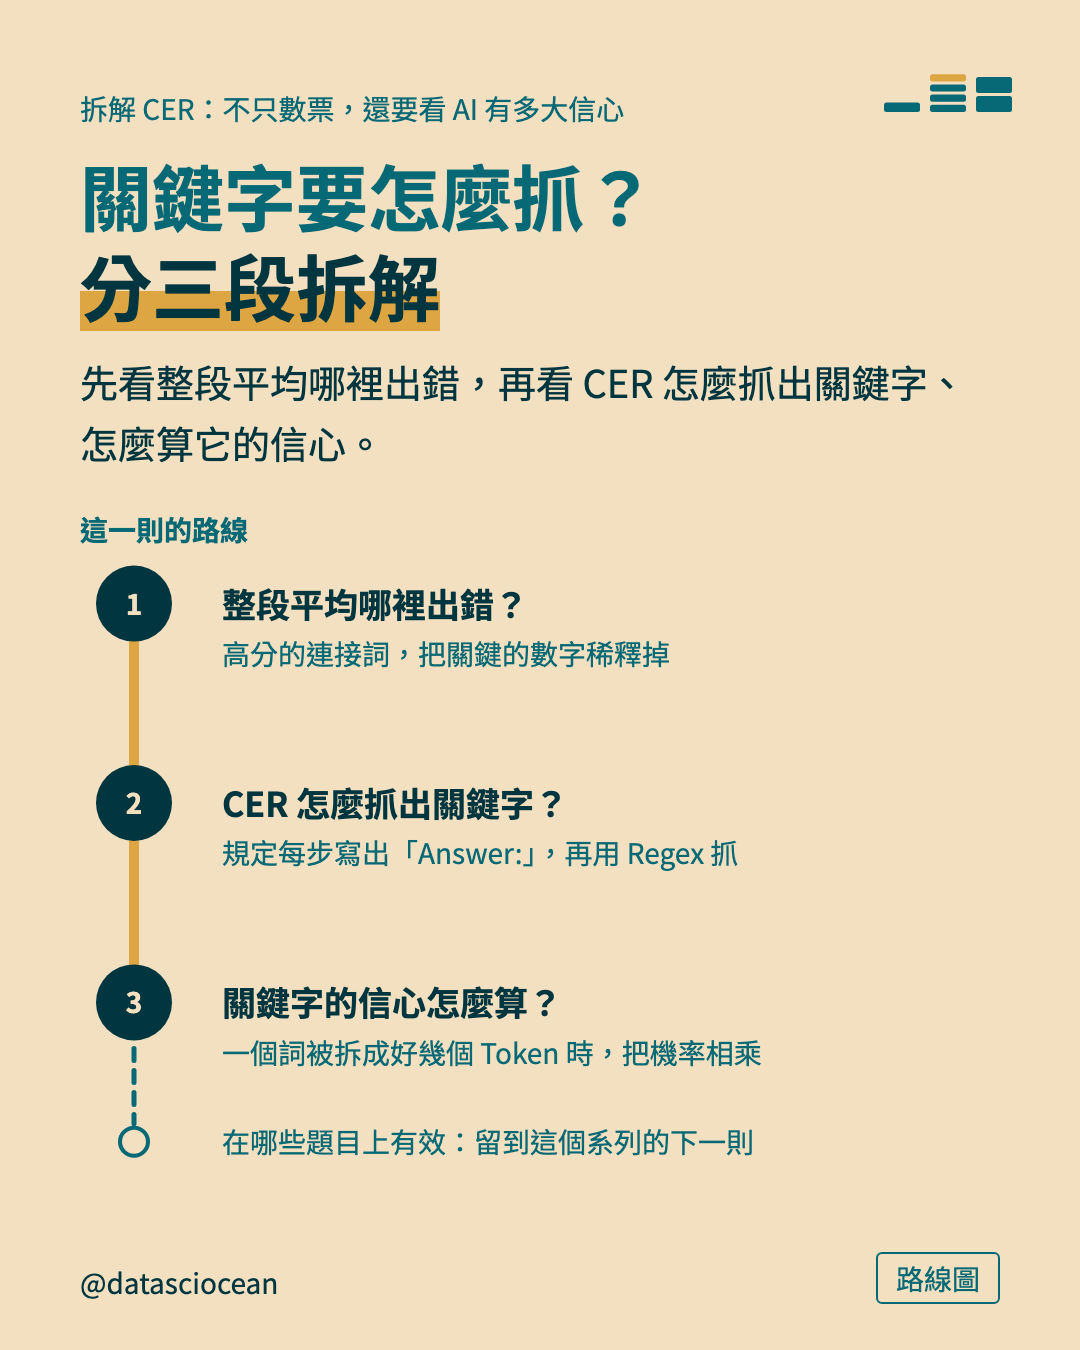 拆解 CER：不只數票，還要看 AI 有多大信心
關鍵字要怎麼抓？
分三段拆解
先看整段平均哪裡出錯，再看 CER 怎麼抓出關鍵字、
怎麼算它的信心。
這一則的路線
1
整段平均哪裡出錯？
高分的連接詞，把關鍵的數字稀釋掉
2
CER 怎麼抓出關鍵字？
規定每步寫出「Answer:」，再用 Regex 抓
3
關鍵字的信心怎麼算？
一個詞被拆成好幾個 Token 時，把機率相乘
在哪些題目上有效：留到這個系列的下一則
@datasciocean
路線圖